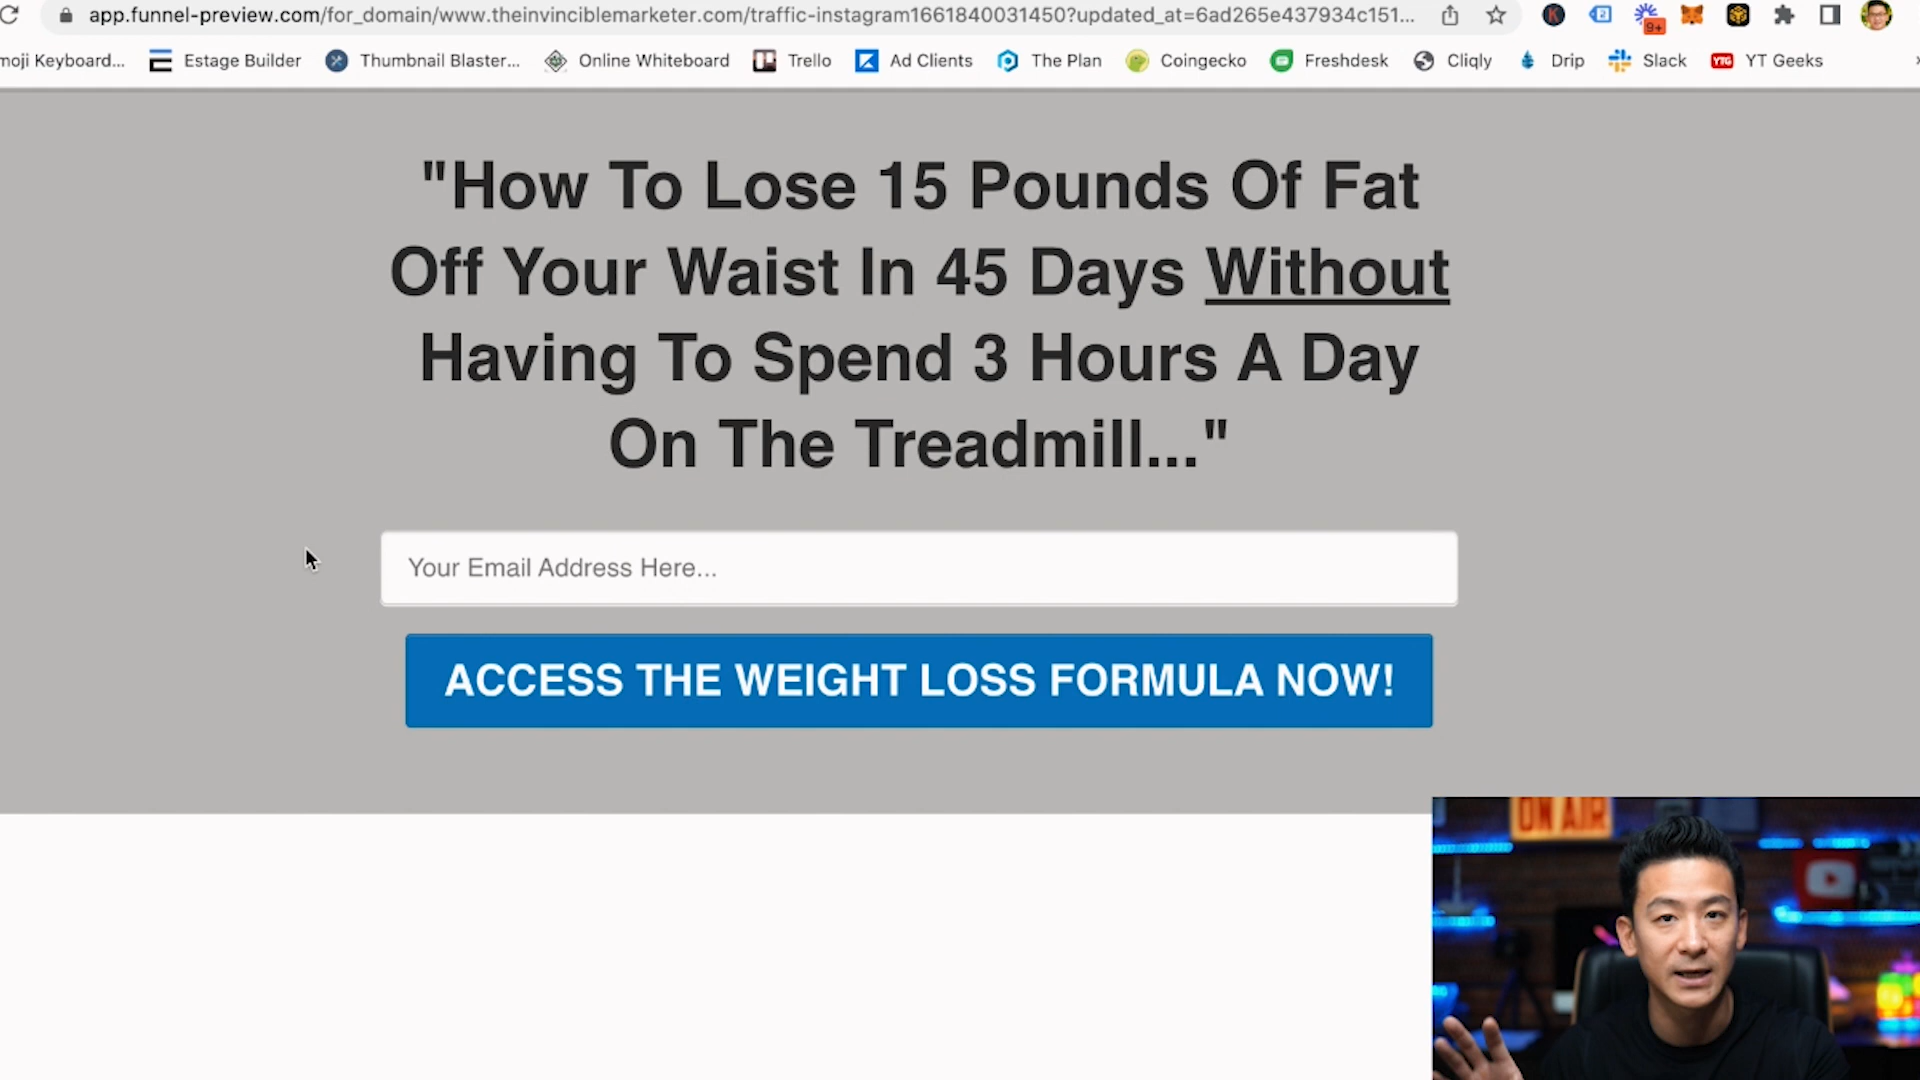 app.funnel-preview.com/for_domain/www.theinvinciblemarketer.com/traffic-instagram1661840031450?updated_at=6ad265e437934c151...
9+
moji Keyboard... Estage Builder Thumbnail Blaster... Online Whiteboard Trello Ad Clients The Plan Coingecko Freshdesk Cliqly Drip Slack YTG YT Geeks
"How To Lose 15 Pounds Of Fat
Off Your Waist In 45 Days Without
Having To Spend 3 Hours A Day
On The Treadmill..."
Your Email Address Here...
ACCESS THE WEIGHT LOSS FORMULA NOW!
ON AIR